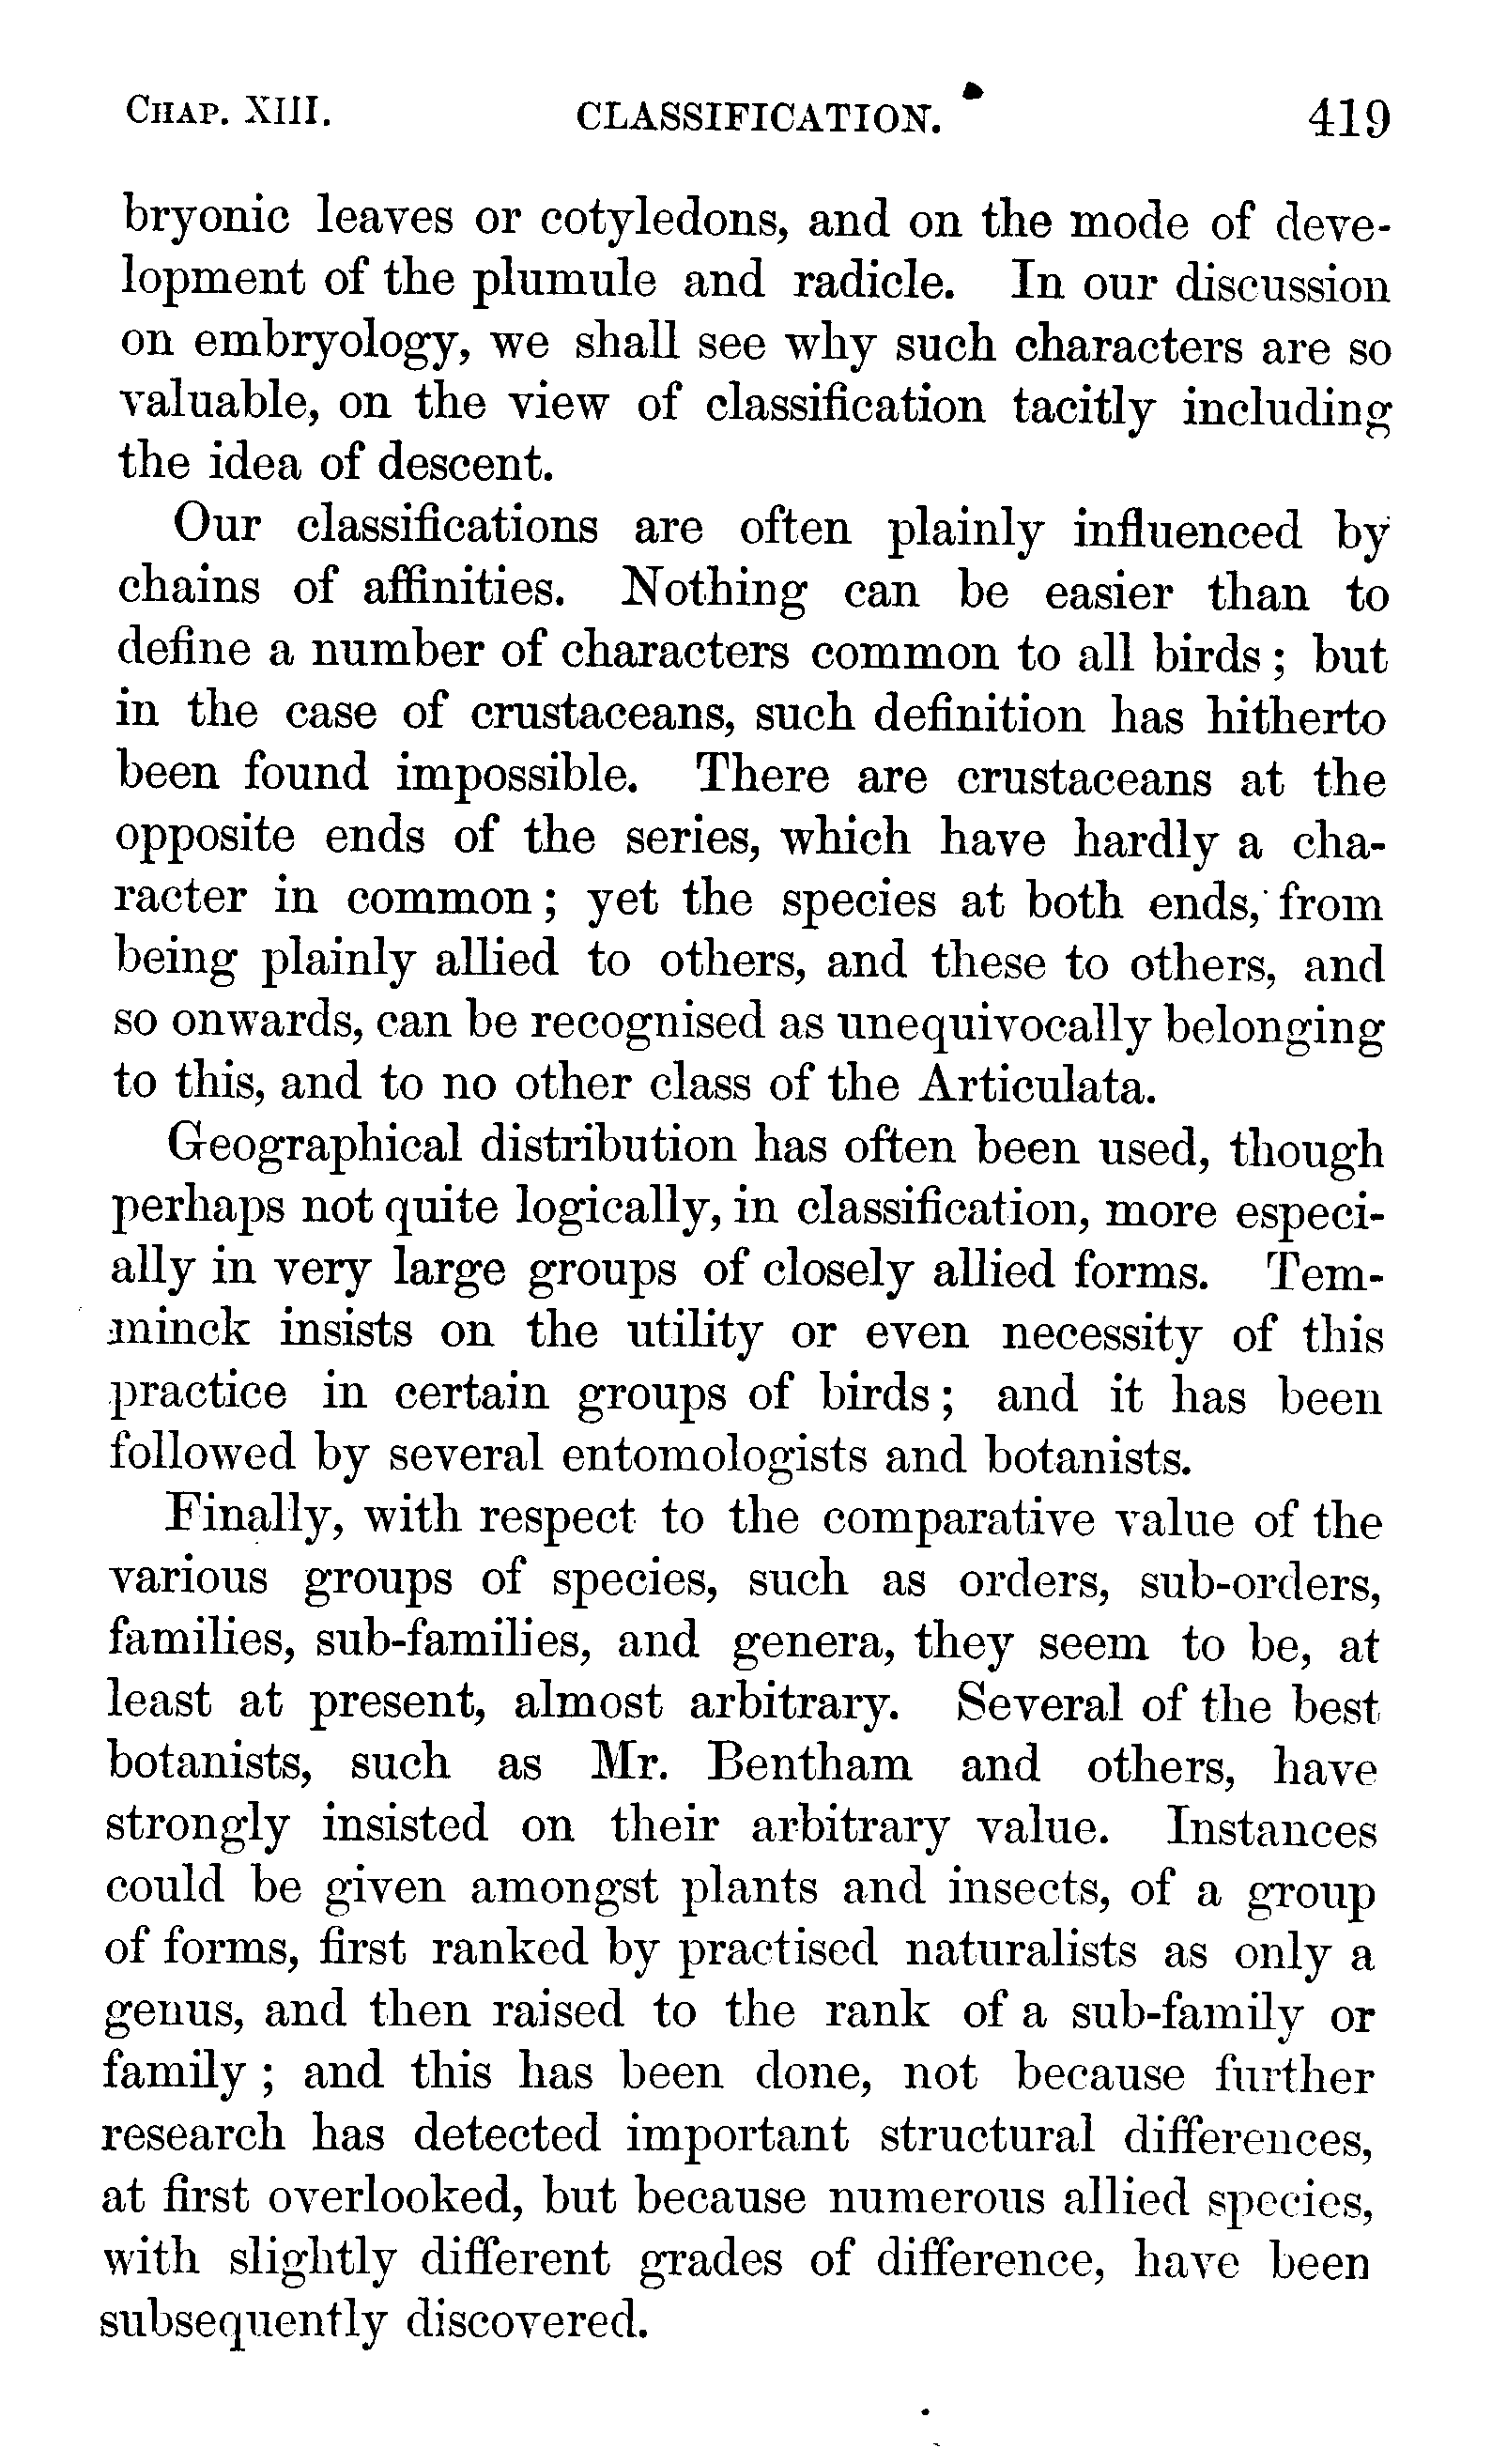 CHAP. XIII. CLASSIFICATION. 419
bryonic leaves or cotyledons, and on the mode of deve-
lopment of the plumule and radicle. In our discussion
on embryology, we shall see why such characters are so
valuable, on the view of classification tacitly including
the idea of descent.
Our classifications are often plainly influenced by
chains of affinities. Nothing can be easier than to
define a number of characters common to all birds; but
in the case of crustaceans, such definition has hitherto
been found impossible. There are crustaceans at the
opposite ends of the series, which have hardly a cha-
racter in common; yet the species at both ends, from
being plainly allied to others, and these to others, and
so onwards, can be recognised as unequivocally belonging
to this, and to no other class of the Articulata.
Geographical distribution has often been used, though
perhaps not quite logically, in classification, more especi-
ally in very large groups of closely allied forms. Tem-
minck insists on the utility or even necessity of this
practice in certain groups of birds; and it has been
followed by several entomologists and botanists.
Finally, with respect to the comparative value of the
various groups of species, such as orders, sub-orders,
families, sub-families, and genera, they seem to be, at
least at present, almost arbitrary. Several of the best
botanists, such as Mr. Bentham and others, have
strongly insisted on their arbitrary value. Instances
could be given amongst plants and insects, of a group
of forms, first ranked by practised naturalists as only a
genus, and then raised to the rank of a sub-family or
family; and this has been done, not because further
research has detected important structural differences,
at first overlooked, but because numerous allied species,
with slightly different grades of difference, have been
subsequently discovered.